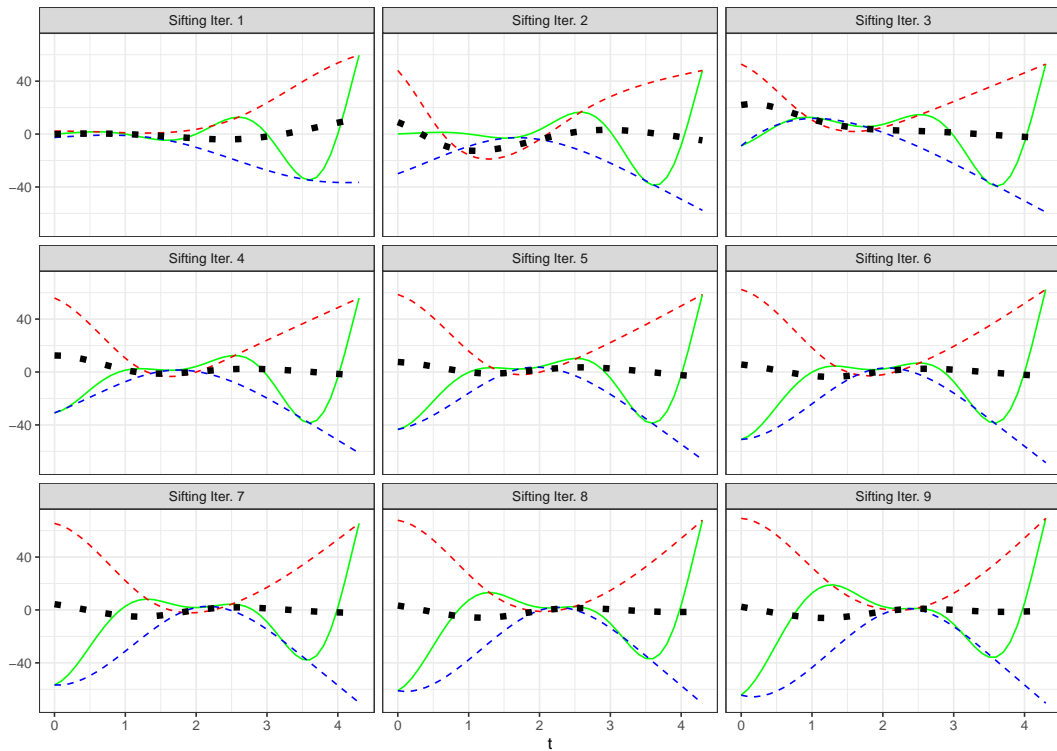 Sifting Iter. 1 Sifting Iter. 2 Sifting Iter. 3
40
0
−40
Sifting Iter. 4 Sifting Iter. 5 Sifting Iter. 6
40
0
−40
Sifting Iter. 7 Sifting Iter. 8 Sifting Iter. 9
40
0
−40
0 1 2 3 4 0 1 2 3 4 0 1 2 3 4
t